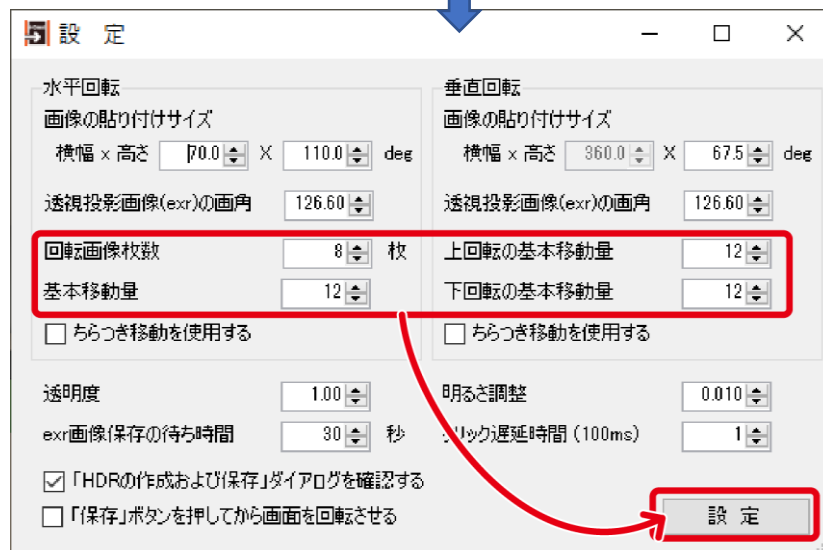 設 定
水平回転
画像の貼り付けサイズ
横幅 × 高さ 70.0 X 110.0 deg
透視投影画像(exr)の画角 126.60
回転画像枚数 8 枚
基本移動量 12
ちらつき移動を使用する
垂直回転
画像の貼り付けサイズ
横幅 × 高さ 360.0 X 67.5 deg
透視投影画像(exr)の画角 126.60
上回転の基本移動量 12
下回転の基本移動量 12
ちらつき移動を使用する
透明度 1.00
明るさ調整 0.010
exr画像保存の待ち時間 30 秒
リック遅延時間 (100ms) 1
「HDRの作成および保存」ダイアログを確認する
「保存」ボタンを押してから画面を回転させる
設 定